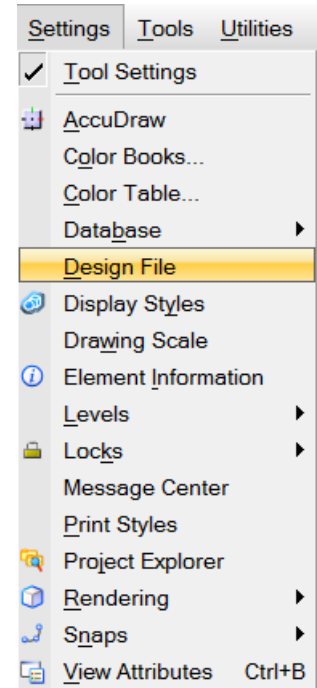 Settings Tools Utilities
Tool Settings
AccuDraw
Color Books...
Color Table...
Database
Design File
Display Styles
Drawing Scale
Element Information
Levels
Locks
Message Center
Print Styles
Project Explorer
Rendering
Snaps
View Attributes Ctrl+B